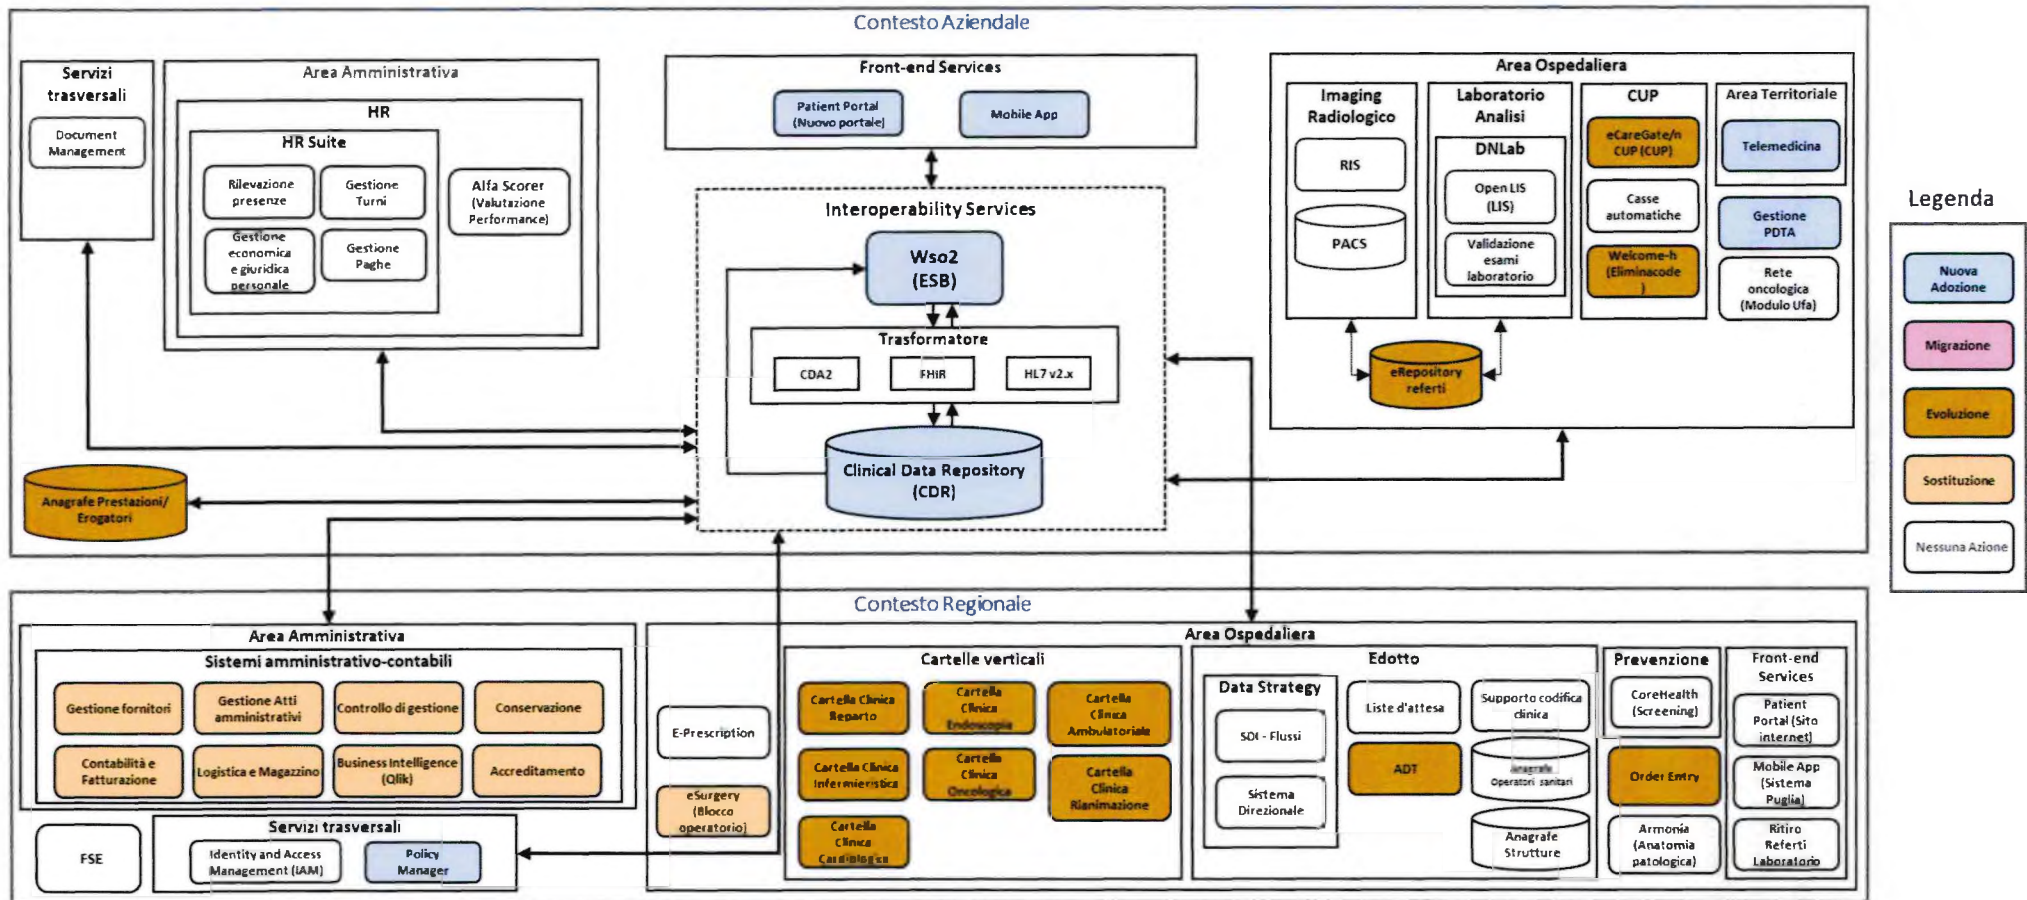 Contesto Aziendale
Servizi
trasversali
Document
Management
Area Amministrativa
HR
HR Suite
Rilevazione
presenze
Gestione
Turni
Gestione
economica
e giuridica
personale
Gestione
Paghe
Alfa Scorer
(Valutazione
Performance)
Front-end Services
Patient Portal
(Nuovo portale)
Mobile App
Interoperability Services
Wso2
(ESB)
Trasformatore
CDA2
FHIR
HL7 v2.x
Clinical Data Repository
(CDR)
Anagrafe Prestazioni/
Erogatori
Area Ospedaliera
Imaging
Radiologico
RIS
PACS
Laboratorio
Analisi
DNLab
Open LIS
(LIS)
Validazione
esami
laboratorio
CUP
eCareGate/n
CUP (CUP)
Casse
automatiche
Welcome-h
(Eliminacode
)
Area Territoriale
Telemedicina
Gestione
PDTA
Rete
oncologica
(Modulo Ufa)
eRepository
referti
Legenda
Nuova
Adozione
Migrazione
Evoluzione
Sostituzione
Nessuna Azione
Contesto Regionale
Area Amministrativa
Sistemi amministrativo-contabili
Gestione fornitori
Gestione Atti
amministrativi
Controllo di gestione
Conservazione
Contabilità e
Fatturazione
Logistica e Magazzino
Business Intelligence
(Qlik)
Accreditamento
FSE
Servizi trasversali
Identity and Access
Management (IAM)
Policy
Manager
Area Ospedaliera
E-Prescription
eSurgery
(Blocco
operatorio)
Cartelle verticali
Cartella Clinica
Reparto
Cartella
Clinica
Endoscopia
Cartella
Clinica
Ambulatoriale
Cartella Clinica
Infermieristica
Cartella
Clinica
Oncologica
Cartella
Clinica
Rianimazione
Cartella
Clinica
Cardiologica
Edotto
Data Strategy
SDI - Flussi
Sistema
Direzionale
Liste d'attesa
ADT
Supporto codifica
clinica
Anagrafe
Operatori sanitari
Anagrafe
Strutture
Prevenzione
CoreHealth
(Screening)
Order Entry
Armonia
(Anatomia
patologica)
Front-end
Services
Patient
Portal (Sito
internet)
Mobile App
(Sistema
Puglia)
Ritiro
Referti
Laboratorio